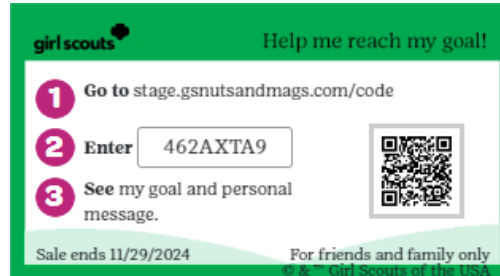 girl scouts
Help me reach my goal!
1 Go to stage.gsnutsandmags.com/code
2 Enter 462AXTA9
3 See my goal and personal
message.
Sale ends 11/29/2024
For friends and family only
© & ™ Girl Scouts of the USA